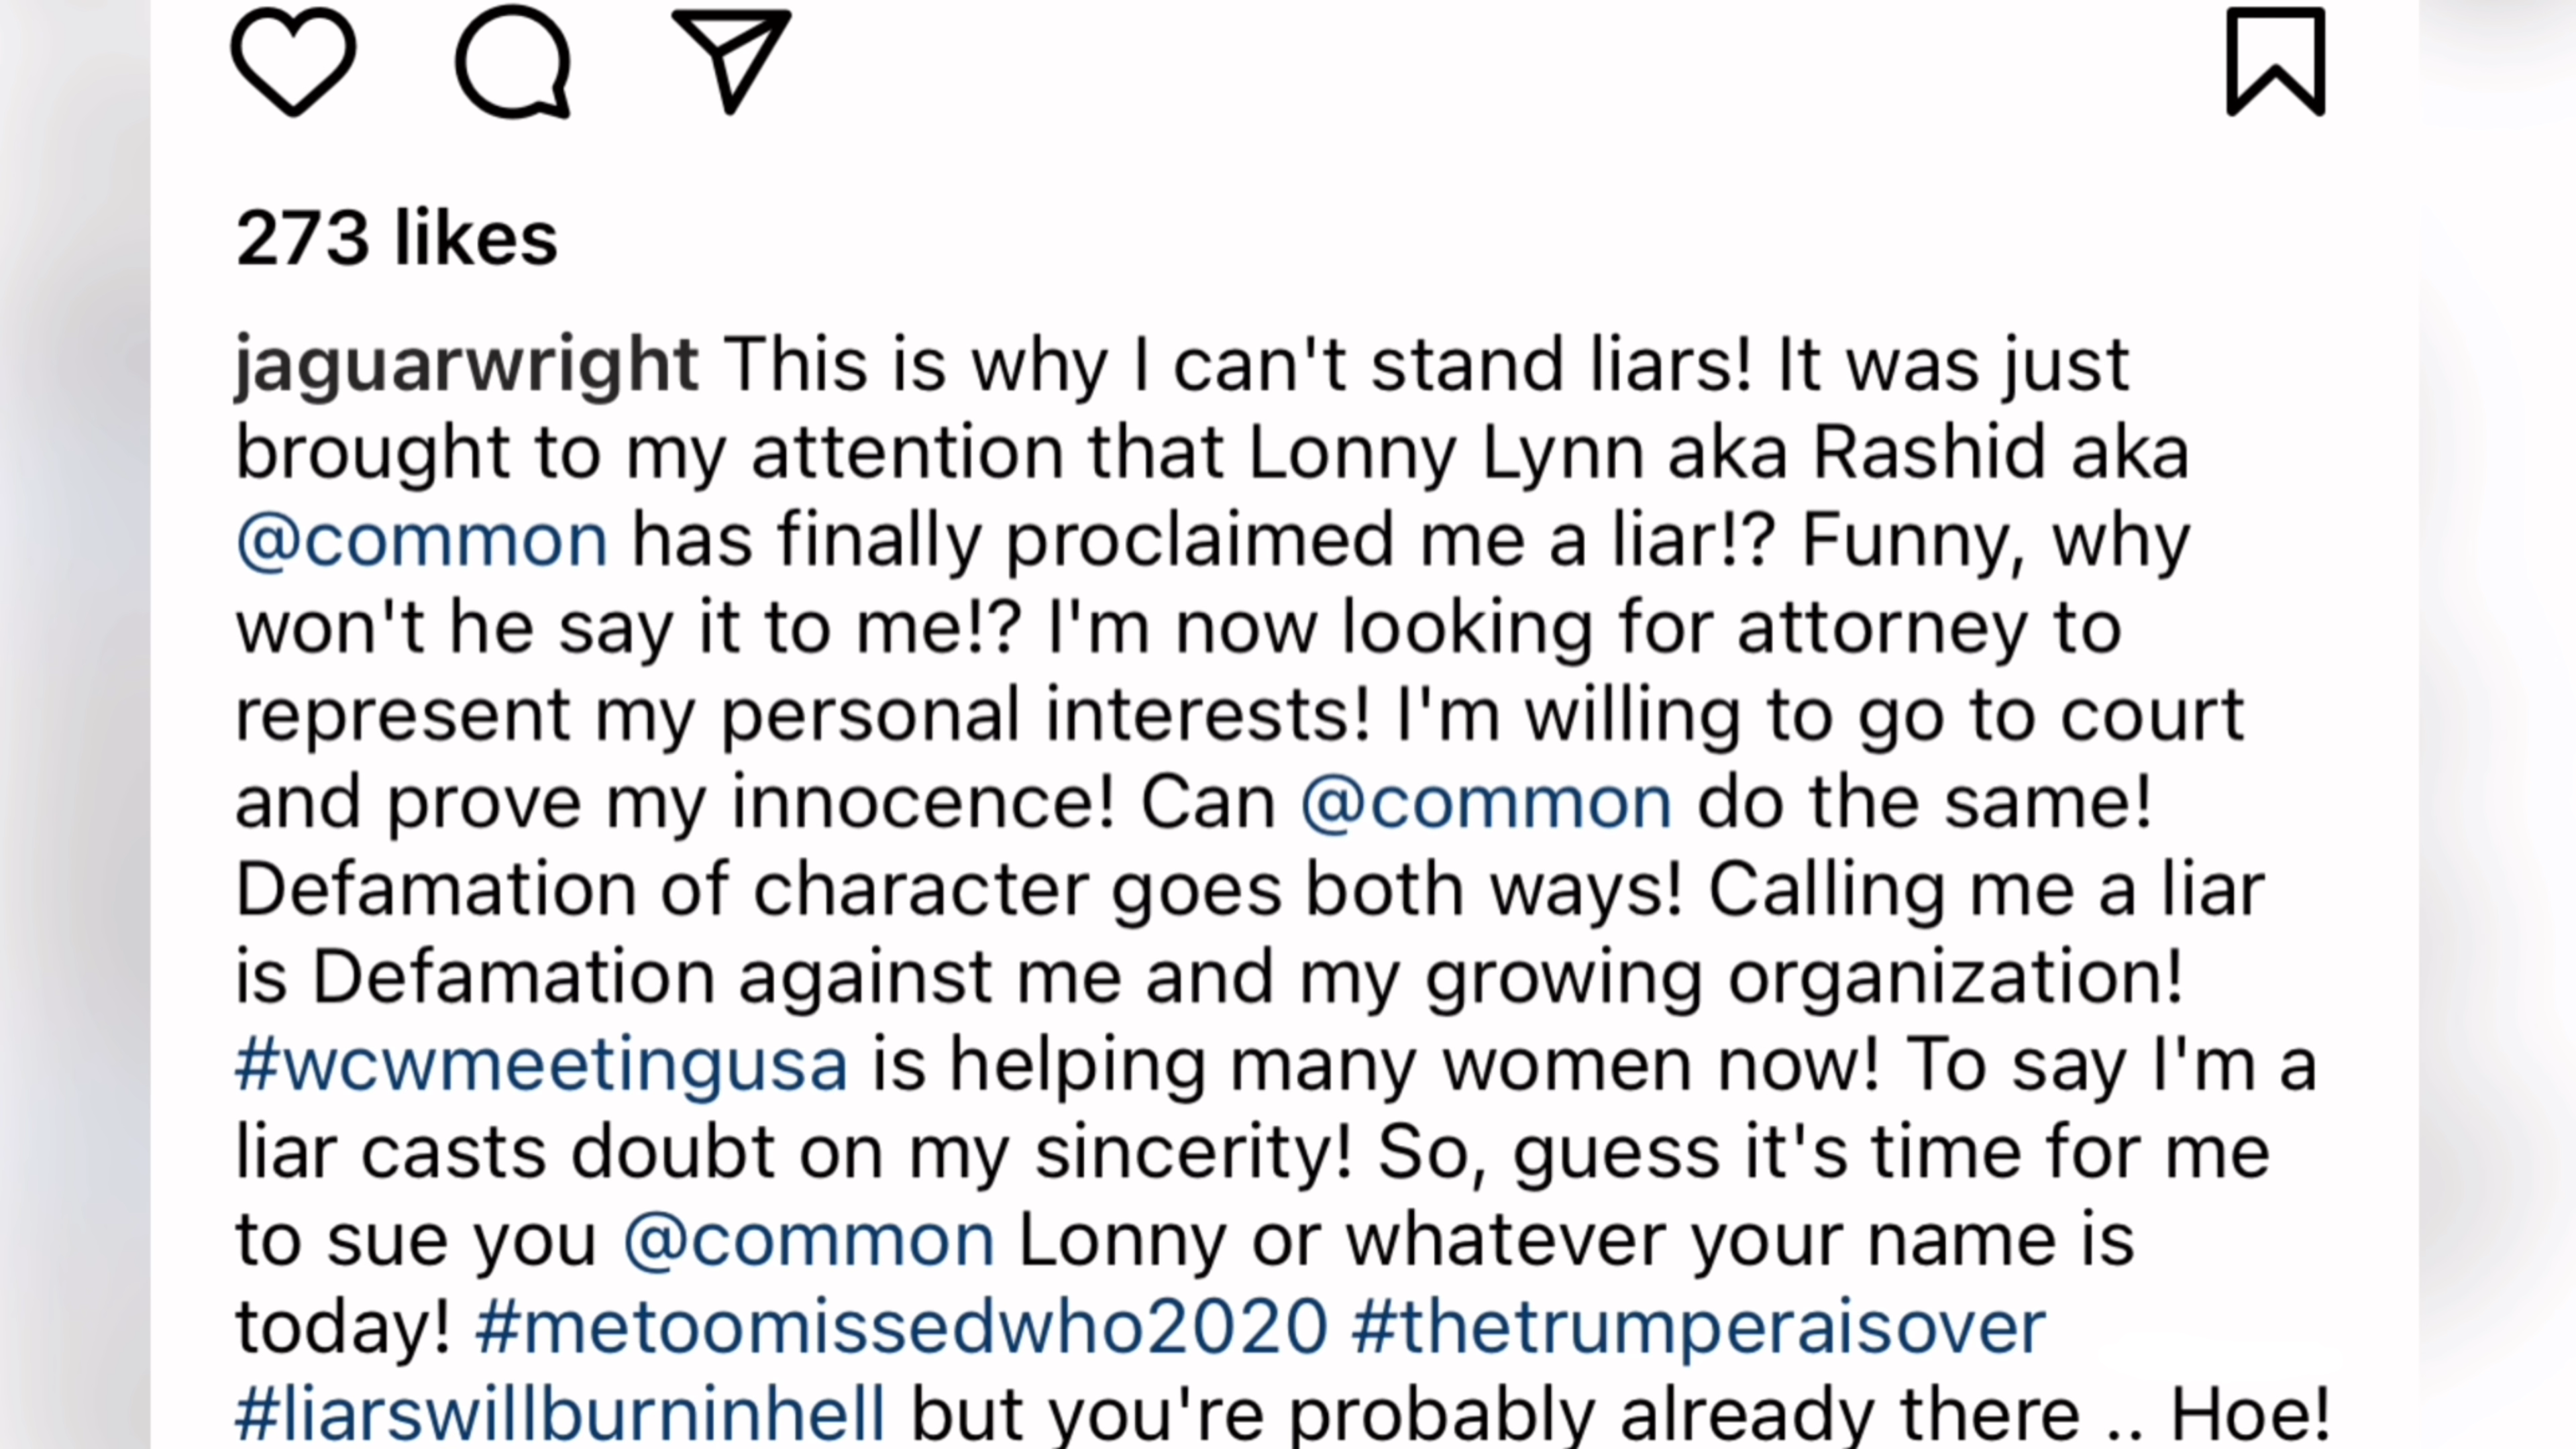 273 likes
jaguarwright This is why I can't stand liars! It was just
brought to my attention that Lonny Lynn aka Rashid aka
@common has finally proclaimed me a liar!? Funny, why
won't he say it to me!? I'm now looking for attorney to
represent my personal interests! I'm willing to go to court
and prove my innocence! Can @common do the same!
Defamation of character goes both ways! Calling me a liar
is Defamation against me and my growing organization!
#wcwmeetingusa is helping many women now! To say I'm a
liar casts doubt on my sincerity! So, guess it's time for me
to sue you @common Lonny or whatever your name is
today! #metoomissedwho2020 #thetrumperaisover
#liarswillburninhell but you're probably already there .. Hoe!